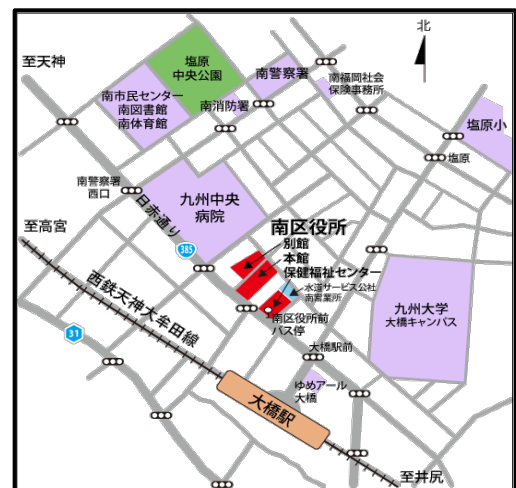 北
至天神
塩原
中央公園
南警察署
南福岡社会
保険事務所
南市民センター
南図書館
南体育館
南消防署
塩原小
塩原
南警察署
西口
九州中央
病院
日赤通り
385
至高宮
南区役所
別館
本館
保健福祉センター
水道サービス公社
南営業所
南区役所前
バス停
九州大学
大橋キャンパス
西鉄天神大牟田線
31
大橋駅前
ゆめアール
大橋
大橋駅
至井尻